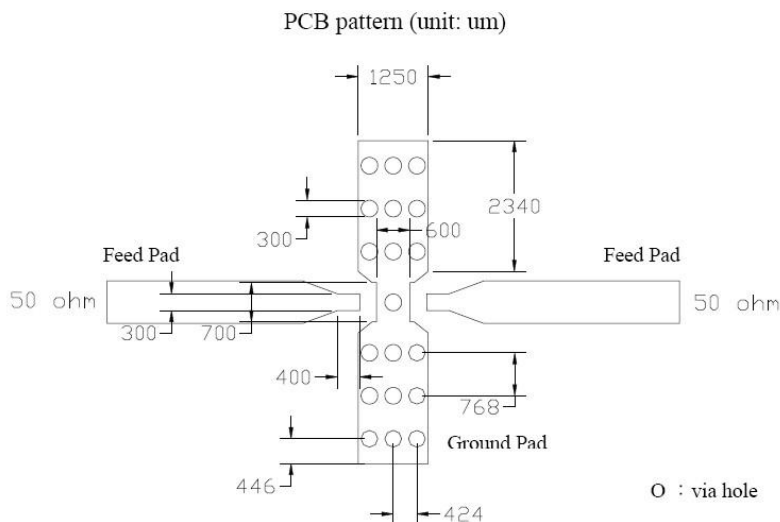 PCB pattern (unit: um)
1250
2340
300
600
Feed Pad
Feed Pad
50 ohm
50 ohm
300
700
400
768
446
Ground Pad
424
O : via hole